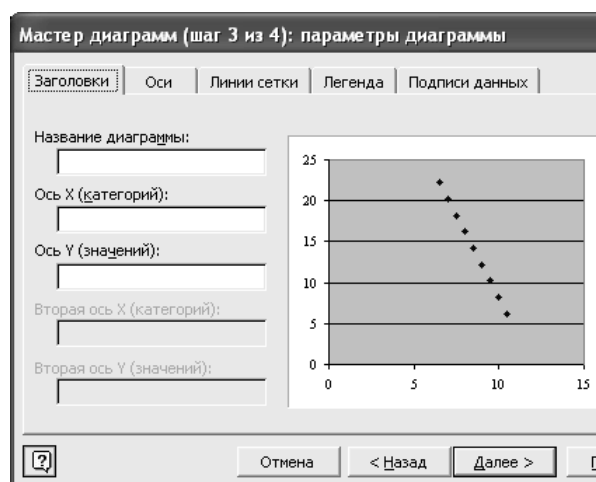 Мастер диаграмм (шаг 3 из 4): параметры диаграммы
Заголовки Оси Линии сетки Легенда Подписи данных
Название диаграммы:
Ось X (категорий):
Ось Y (значений):
Вторая ось X (категорий):
Вторая ось Y (значений):
25
20
15
10
5
0
0 5 10 15
Отмена < Назад Далее >